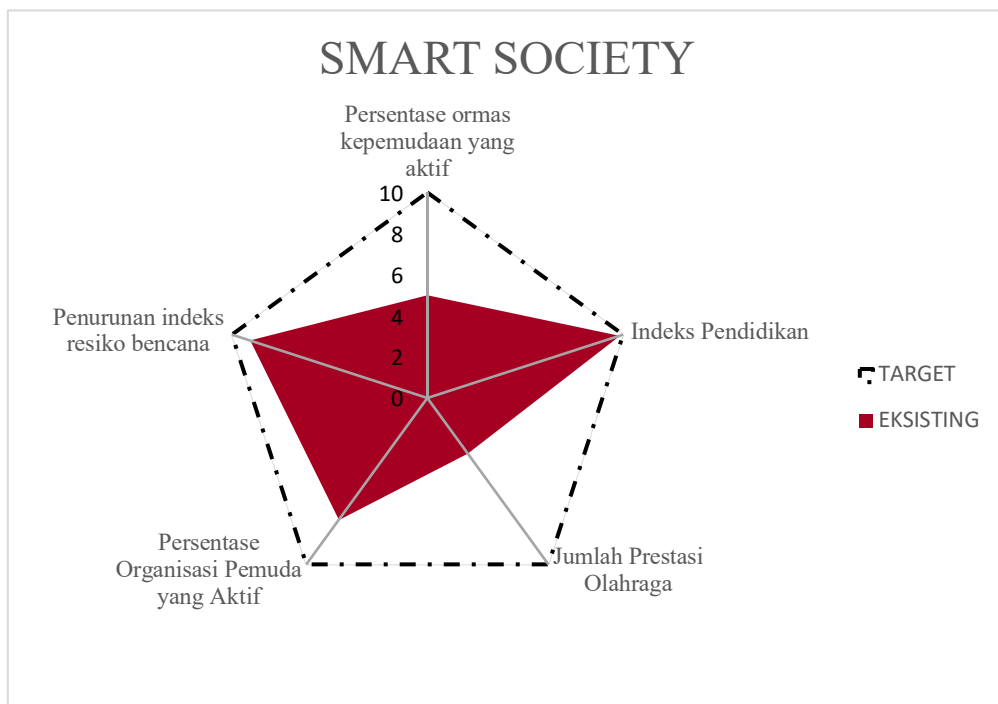 SMART SOCIETY
Persentase ormas
kepemudaan yang
aktif
10
8
6
4
2
0
Indeks Pendidikan
Jumlah Prestasi
Olahraga
Persentase
Organisasi Pemuda
yang Aktif
Penurunan indeks
resiko bencana
TARGET
EKSISTING